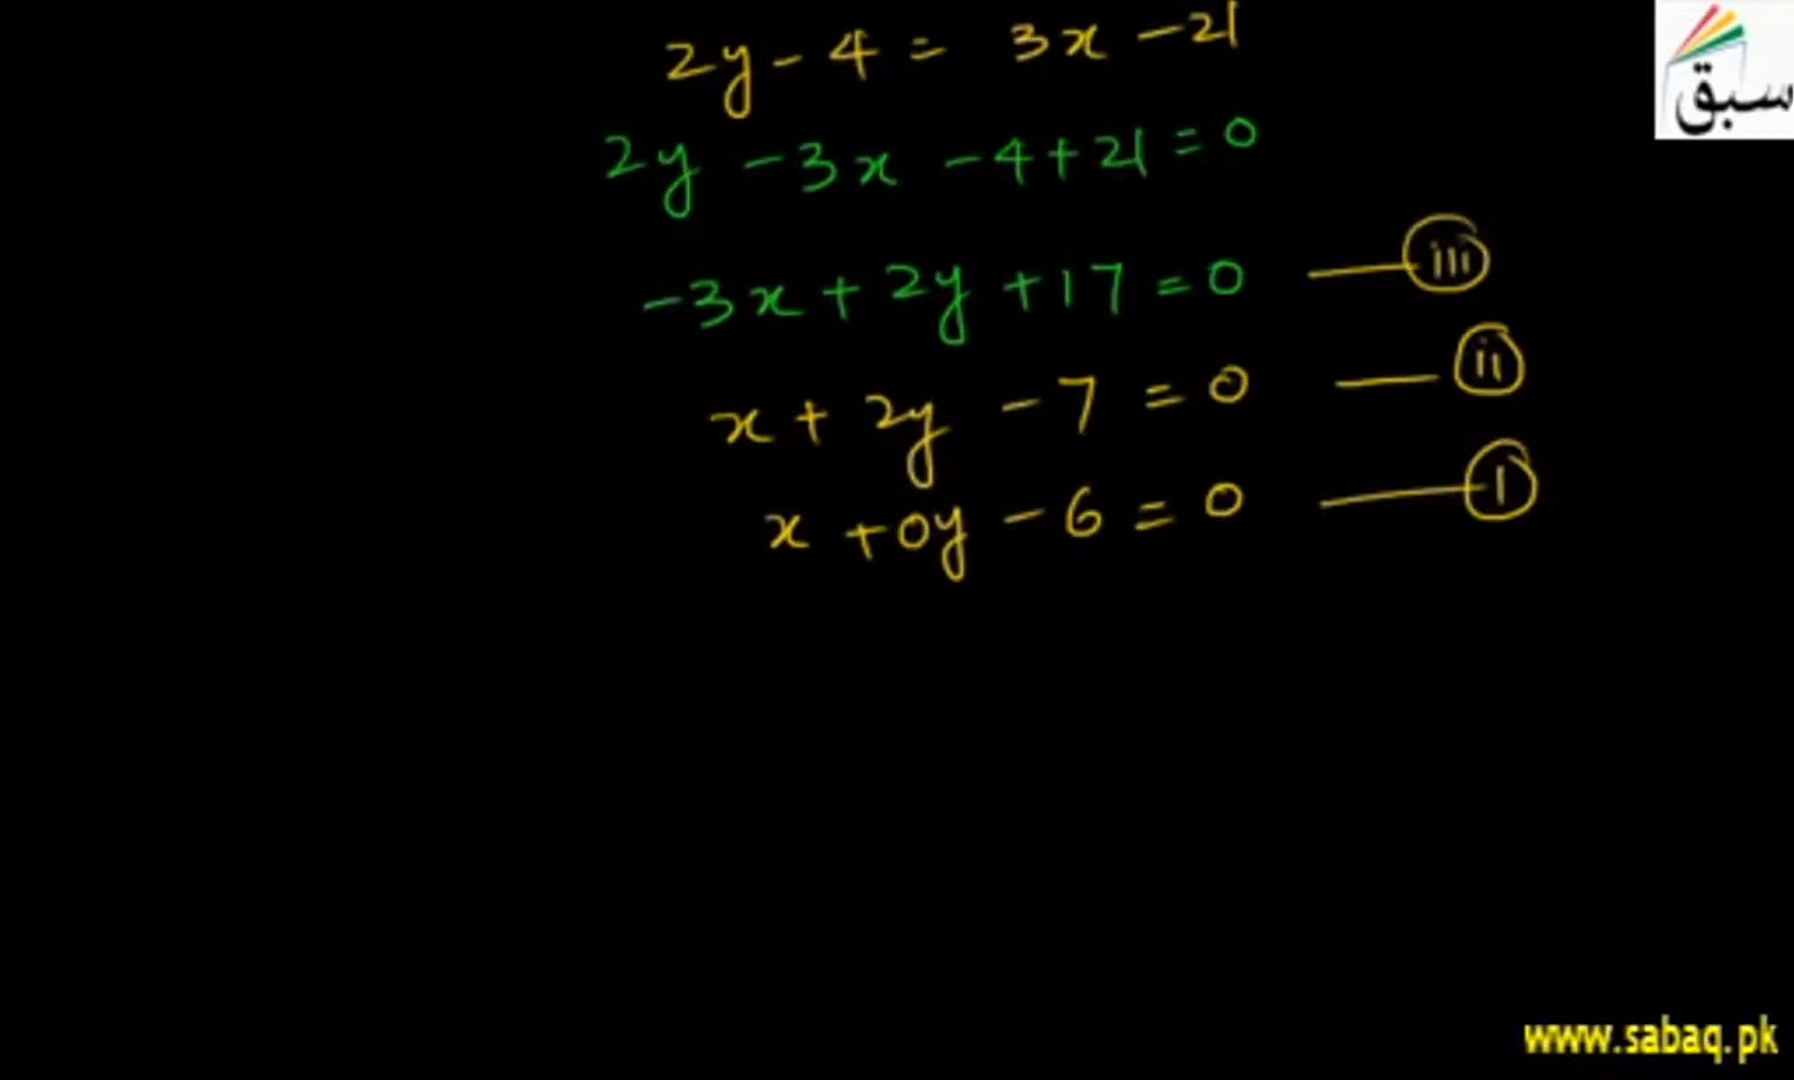 2y - 4 = 3x - 21
سبق
2y - 3x - 4 + 21 = 0
-3x + 2y + 17 = 0 — iii
x + 2y - 7 = 0 — ii
x + 0y - 6 = 0 — i
www.sabaq.pk